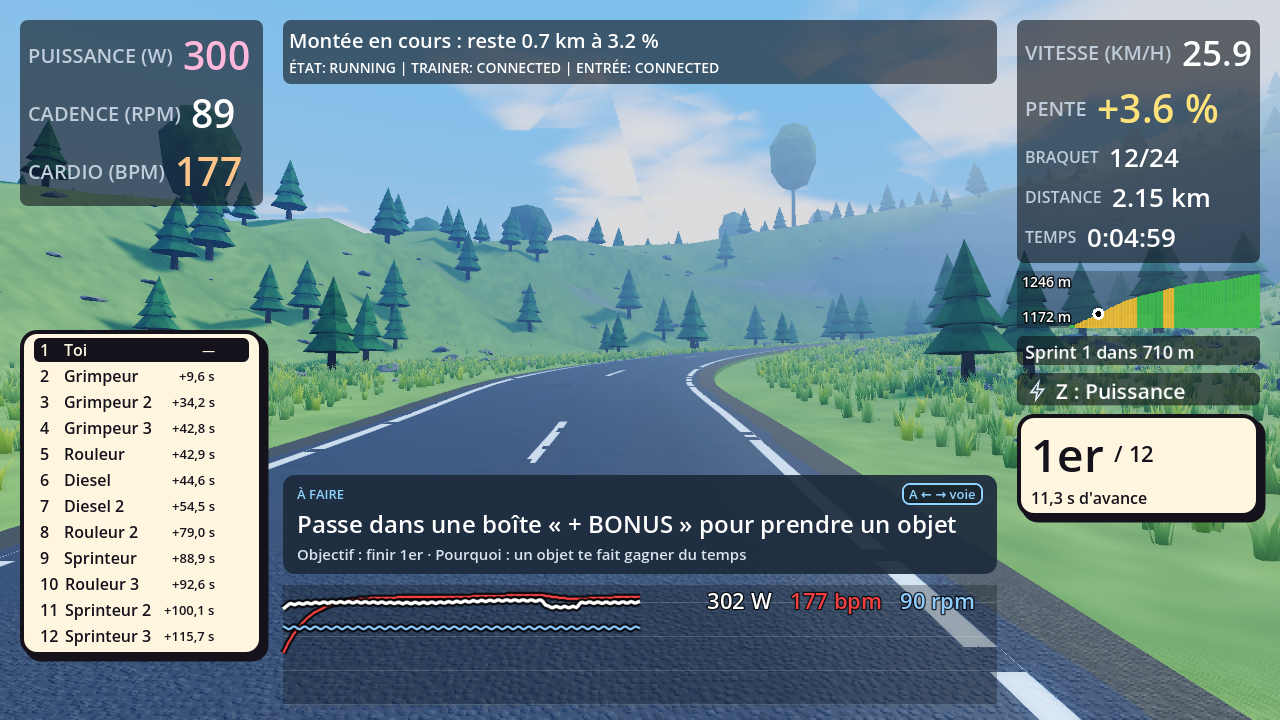 PUISSANCE (W) 300
CADENCE (RPM) 89
CARDIO (BPM) 177
Montée en cours : reste 0.7 km à 3.2 %
ÉTAT: RUNNING | TRAINER: CONNECTED | ENTRÉE: CONNECTED
VITESSE (KM/H) 25.9
PENTE +3.6 %
BRAQUET 12/24
DISTANCE 2.15 km
TEMPS 0:04:59
1246 m
1172 m
Sprint 1 dans 710 m
Z : Puissance
1er / 12
11,3 s d'avance
1 Toi —
2 Grimpeur +9,6 s
3 Grimpeur 2 +34,2 s
4 Grimpeur 3 +42,8 s
5 Rouleur +42,9 s
6 Diesel +44,6 s
7 Diesel 2 +54,5 s
8 Rouleur 2 +79,0 s
9 Sprinteur +88,9 s
10 Rouleur 3 +92,6 s
11 Sprinteur 2 +100,1 s
12 Sprinteur 3 +115,7 s
À FAIRE
A ← → voie
Passe dans une boîte « + BONUS » pour prendre un objet
Objectif : finir 1er · Pourquoi : un objet te fait gagner du temps
302 W 177 bpm 90 rpm